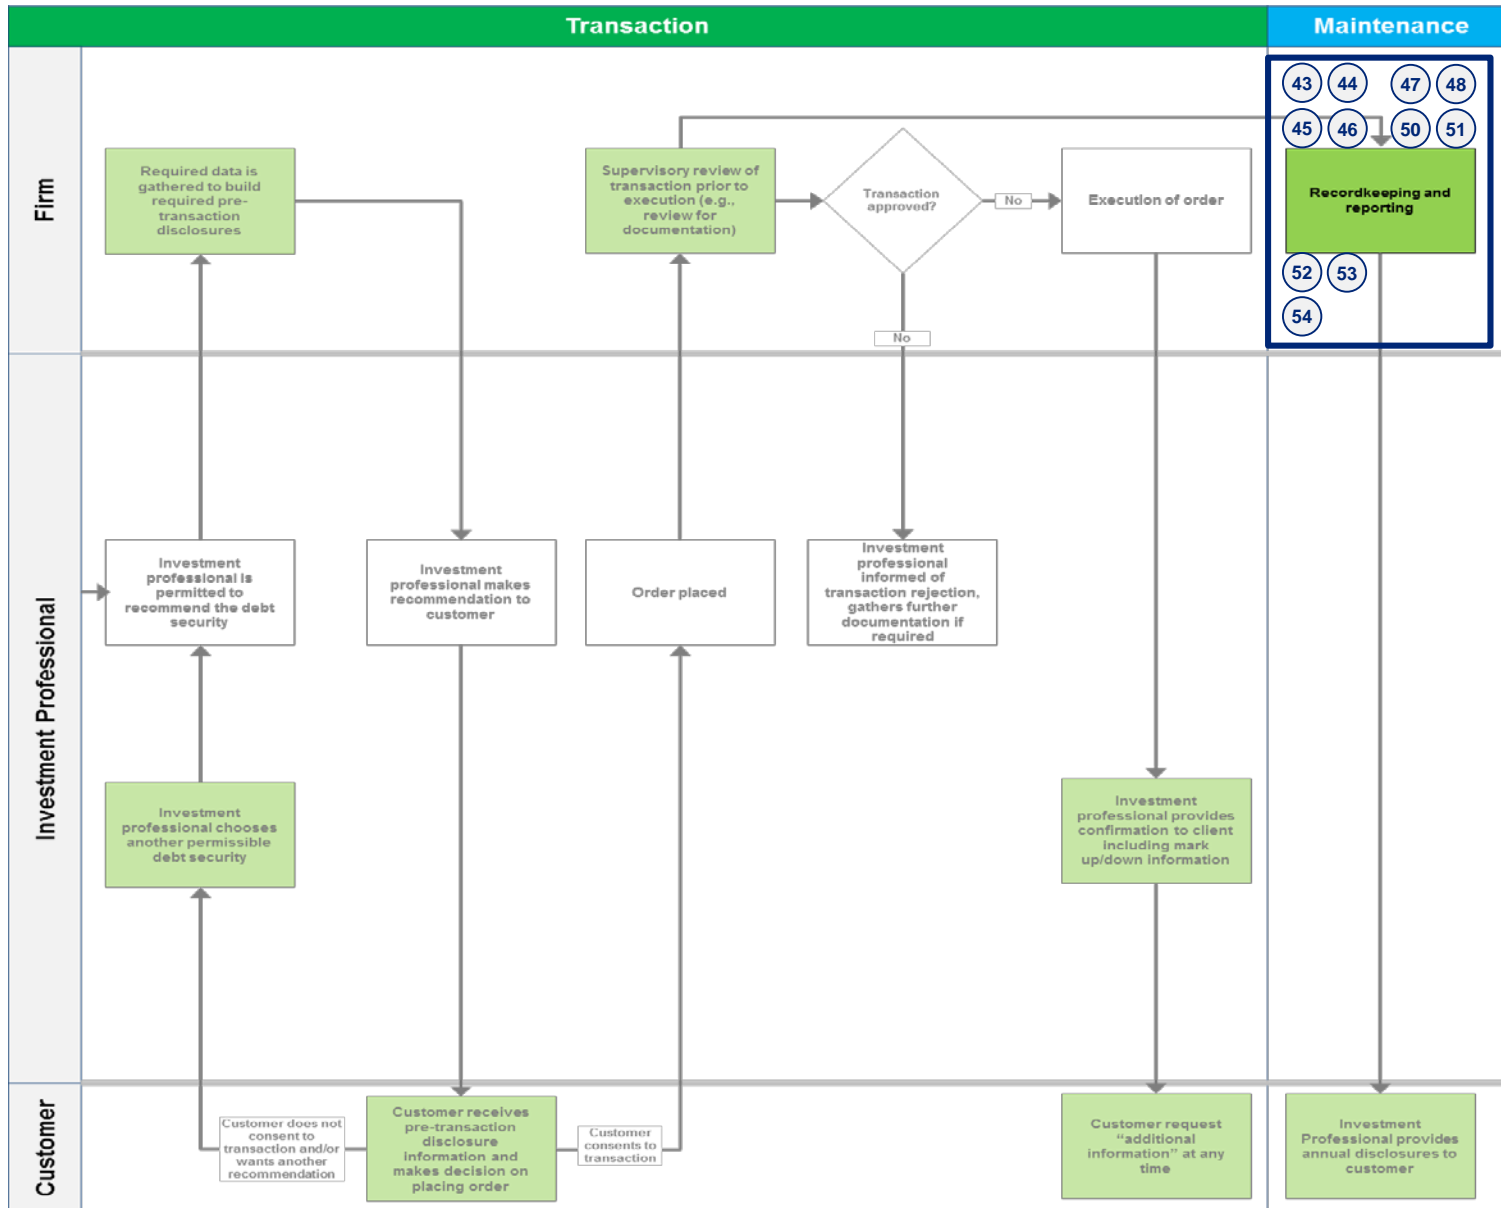 Transaction
Maintenance
Firm
43 44 47 48
45 46 50 51
Required data is
gathered to build
required pre-
transaction
disclosures
Supervisory review of
transaction prior to
execution (e.g.,
review for
documentation)
Transaction
approved?
No
Execution of order
Recordkeeping and
reporting
52 53
54
No
Investment Professional
Investment
professional is
permitted to
recommend the debt
security
Investment
professional makes
recommendation to
customer
Order placed
Investment
professional
informed of
transaction rejection,
gathers further
documentation if
required
Investment
professional chooses
another permissible
debt security
Investment
professional provides
confirmation to client
including mark
up/down information
Customer
Customer does not
consent to
transaction and/or
wants another
recommendation
Customer receives
pre-transaction
disclosure
information and
makes decision on
placing order
Customer
consents to
transaction
Customer request
“additional
information” at any
time
Investment
Professional provides
annual disclosures to
customer